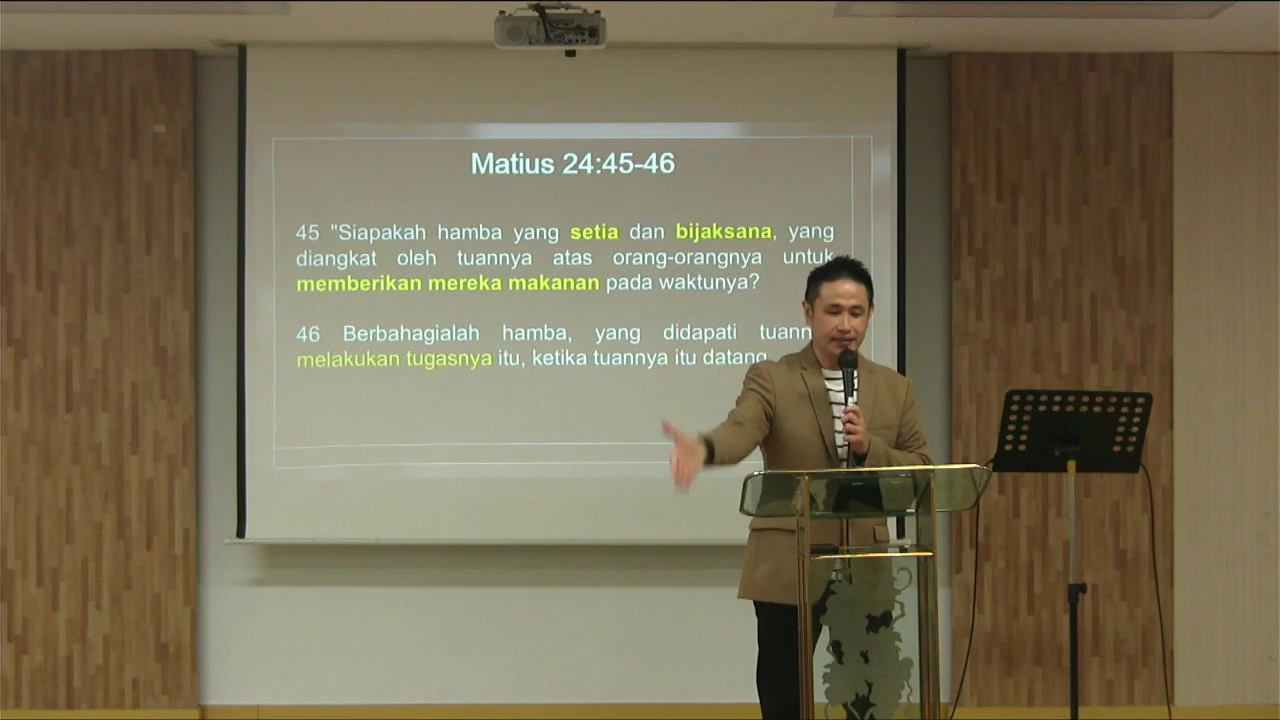 Matius 24:45-46
45 "Siapakah hamba yang setia dan bijaksana, yang
diangkat oleh tuannya atas orang-orangnya untuk
memberikan mereka makanan pada waktunya?
46 Berbahagialah hamba, yang didapati
melakukan tugasnya itu, ketika tuannya itu datang.